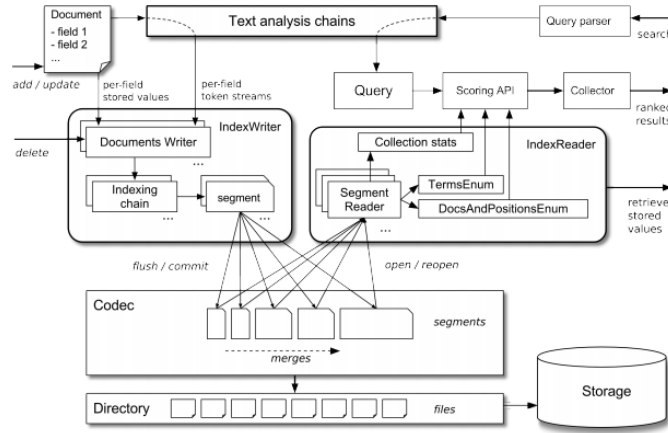 Document
- field 1
- field 2
...
Text analysis chains
Query parser
search
add / update
per-field
stored values
per-field
token streams
Query
Scoring API
Collector
ranked
results
IndexWriter
delete
Documents Writer
...
Indexing
chain
...
segment
...
Collection stats
IndexReader
Segment
Reader
...
TermsEnum
DocsAndPositionsEnum
retrieve
stored
values
flush / commit
open / reopen
Codec
segments
merges
Directory
files
Storage